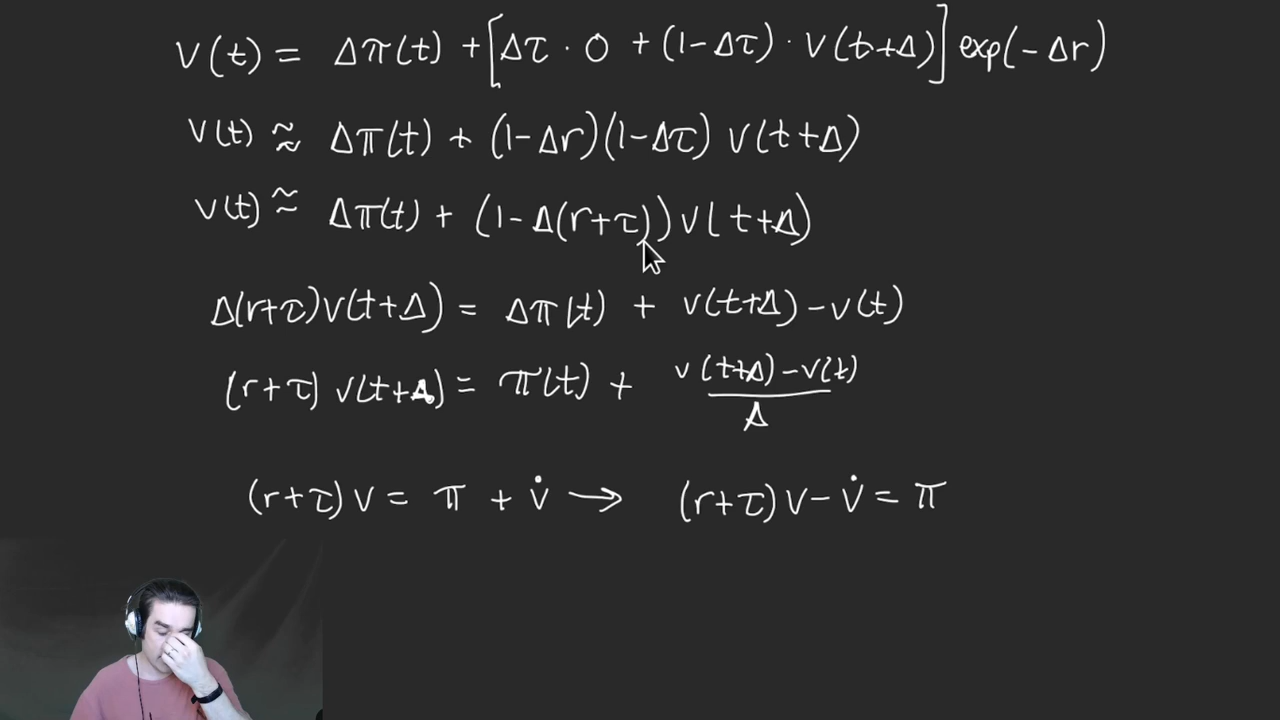 V(t) = Δπ(t) + [Δτ · 0 + (1-Δτ) · V(t+Δ)] exp(-Δr)
V(t) ≈ Δπ(t) + (1-Δr)(1-Δτ) V(t+Δ)
V(t) ≈ Δπ(t) + (1-Δ(r+τ))V(t+Δ)
Δ(r+τ)V(t+Δ) = Δπ(t) + V(t+Δ)-V(t)
(r+τ) V(t+Δ) = π(t) + (V(t+Δ)-V(t))/Δ
(r+τ)V = π + V̇ → (r+τ)V - V̇ = π